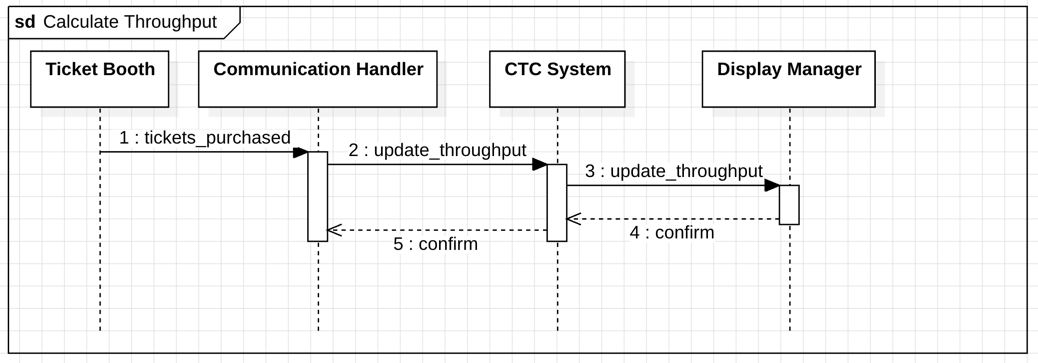 sd Calculate Throughput
Ticket Booth
Communication Handler
CTC System
Display Manager
1 : tickets_purchased
2 : update_throughput
3 : update_throughput
4 : confirm
5 : confirm